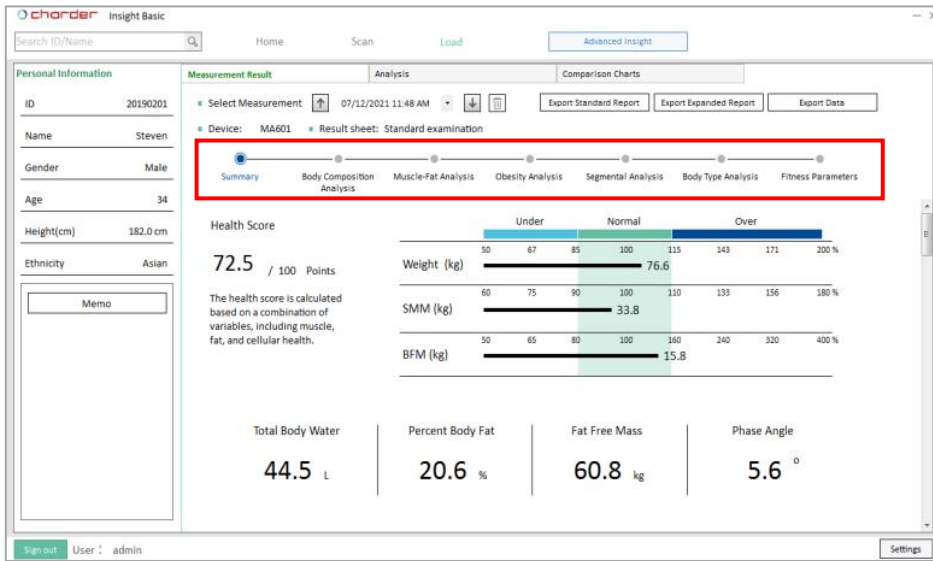 charder Insight Basic
Search ID/Name Home Scan Load Advanced Insight
Personal Information
ID 20190201
Name Steven
Gender Male
Age 34
Height(cm) 182.0 cm
Ethnicity Asian
Memo
Measurement Result Analysis Comparison Charts
Select Measurement 07/12/2021 11:48 AM Export Standard Report Export Expanded Report Export Data
Device: MA601 Result sheet: Standard examination
Summary Body Composition Analysis Muscle-Fat Analysis Obesity Analysis Segmental Analysis Body Type Analysis Fitness Parameters
Health Score
72.5 / 100 Points
The health score is calculated
based on a combination of
variables, including muscle,
fat, and cellular health.
Under Normal Over
50 67 85 100 115 143 171 200 %
Weight (kg) 76.6
60 75 90 100 110 133 156 180 %
SMM (kg) 33.8
50 65 80 100 160 240 320 400 %
BFM (kg) 15.8
Total Body Water Percent Body Fat Fat Free Mass Phase Angle
44.5 L 20.6 % 60.8 kg 5.6 °
Sign out User : admin Settings